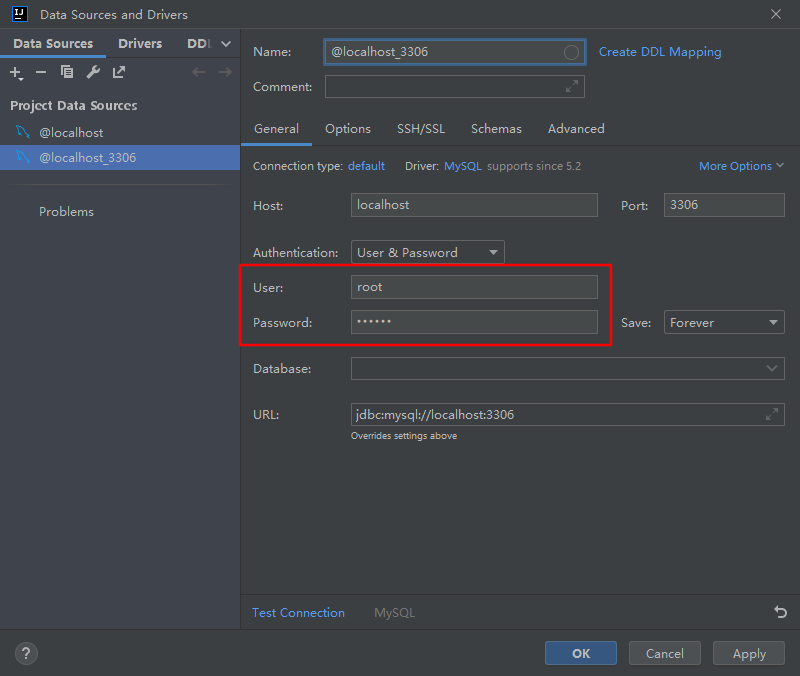 IJ
Data Sources and Drivers
Data Sources
Drivers
DDL
Project Data Sources
@localhost
@localhost_3306
Problems
Name: @localhost_3306 Create DDL Mapping
Comment:
General Options SSH/SSL Schemas Advanced
Connection type: default Driver: MySQL supports since 5.2 More Options
Host: localhost Port: 3306
Authentication: User & Password
User: root
Password: •••••• Save: Forever
Database:
URL: jdbc:mysql://localhost:3306
Overrides settings above
Test Connection MySQL
? OK Cancel Apply